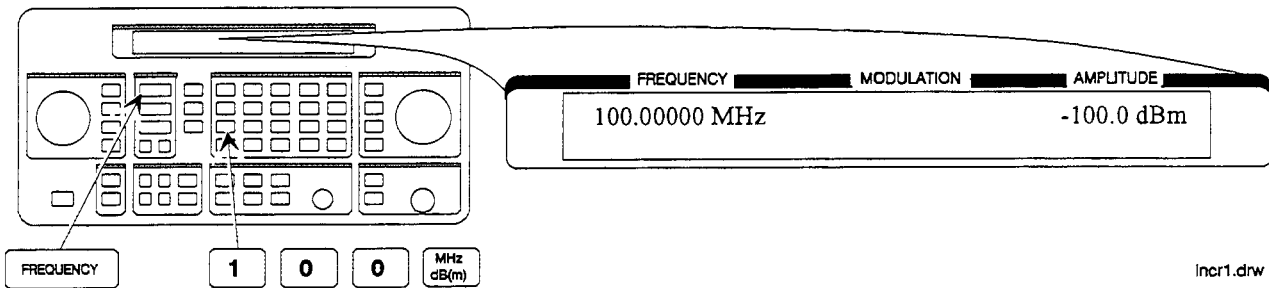 FREQUENCY MODULATION AMPLITUDE
100.00000 MHz -100.0 dBm
FREQUENCY 1 0 0 MHz dB(m)
incr1.drw